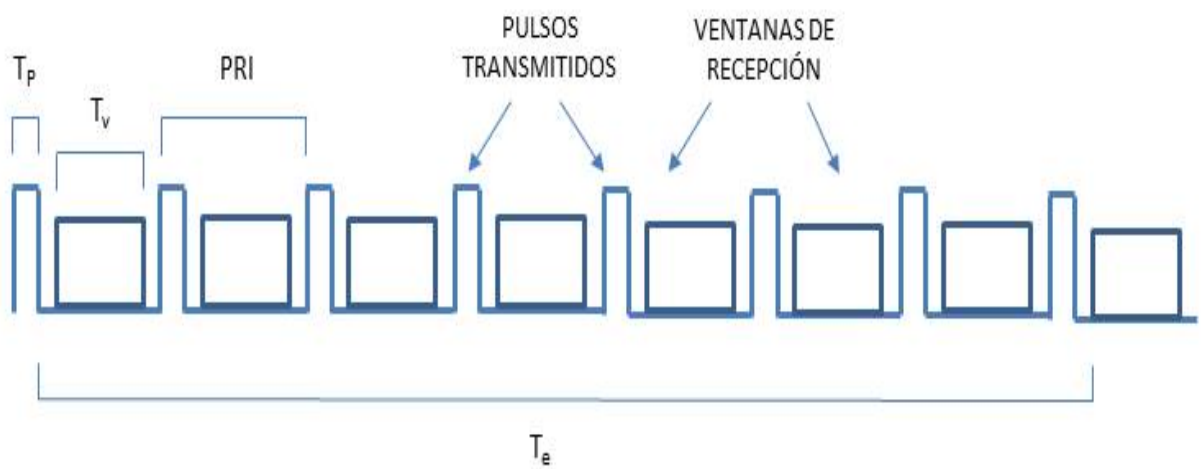 PULSOS
TRANSMITIDOS
VENTANAS DE
RECEPCIÓN
TP
PRI
Tv
Te